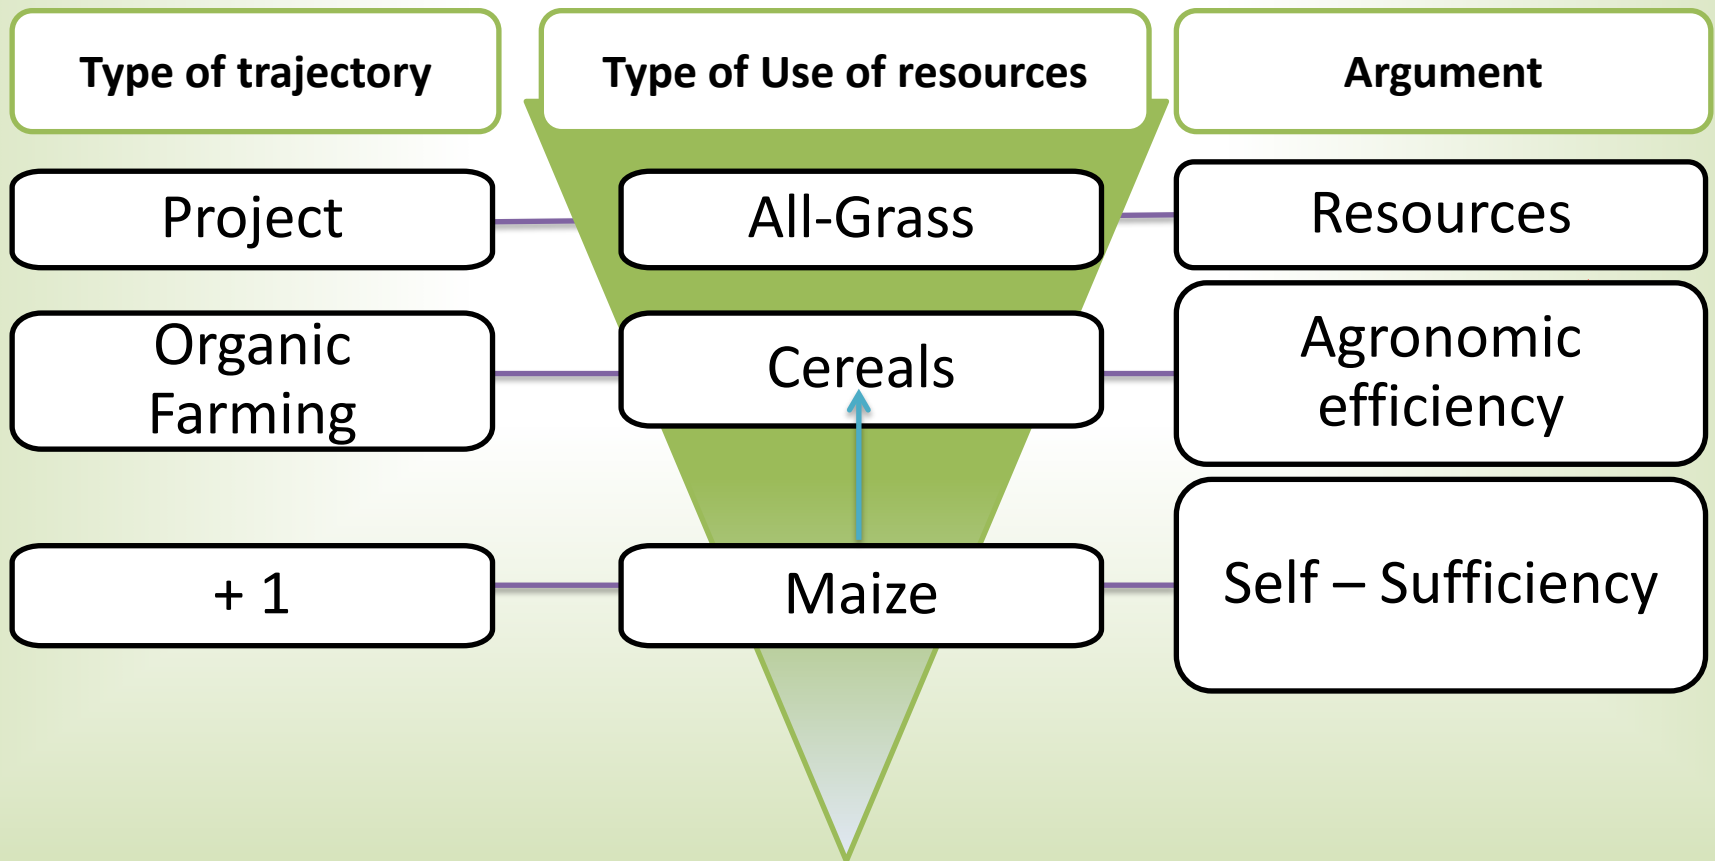 Type of trajectory
Type of Use of resources
Argument
Project
All-Grass
Resources
Organic
Farming
Cereals
Agronomic
efficiency
+ 1
Maize
Self – Sufficiency